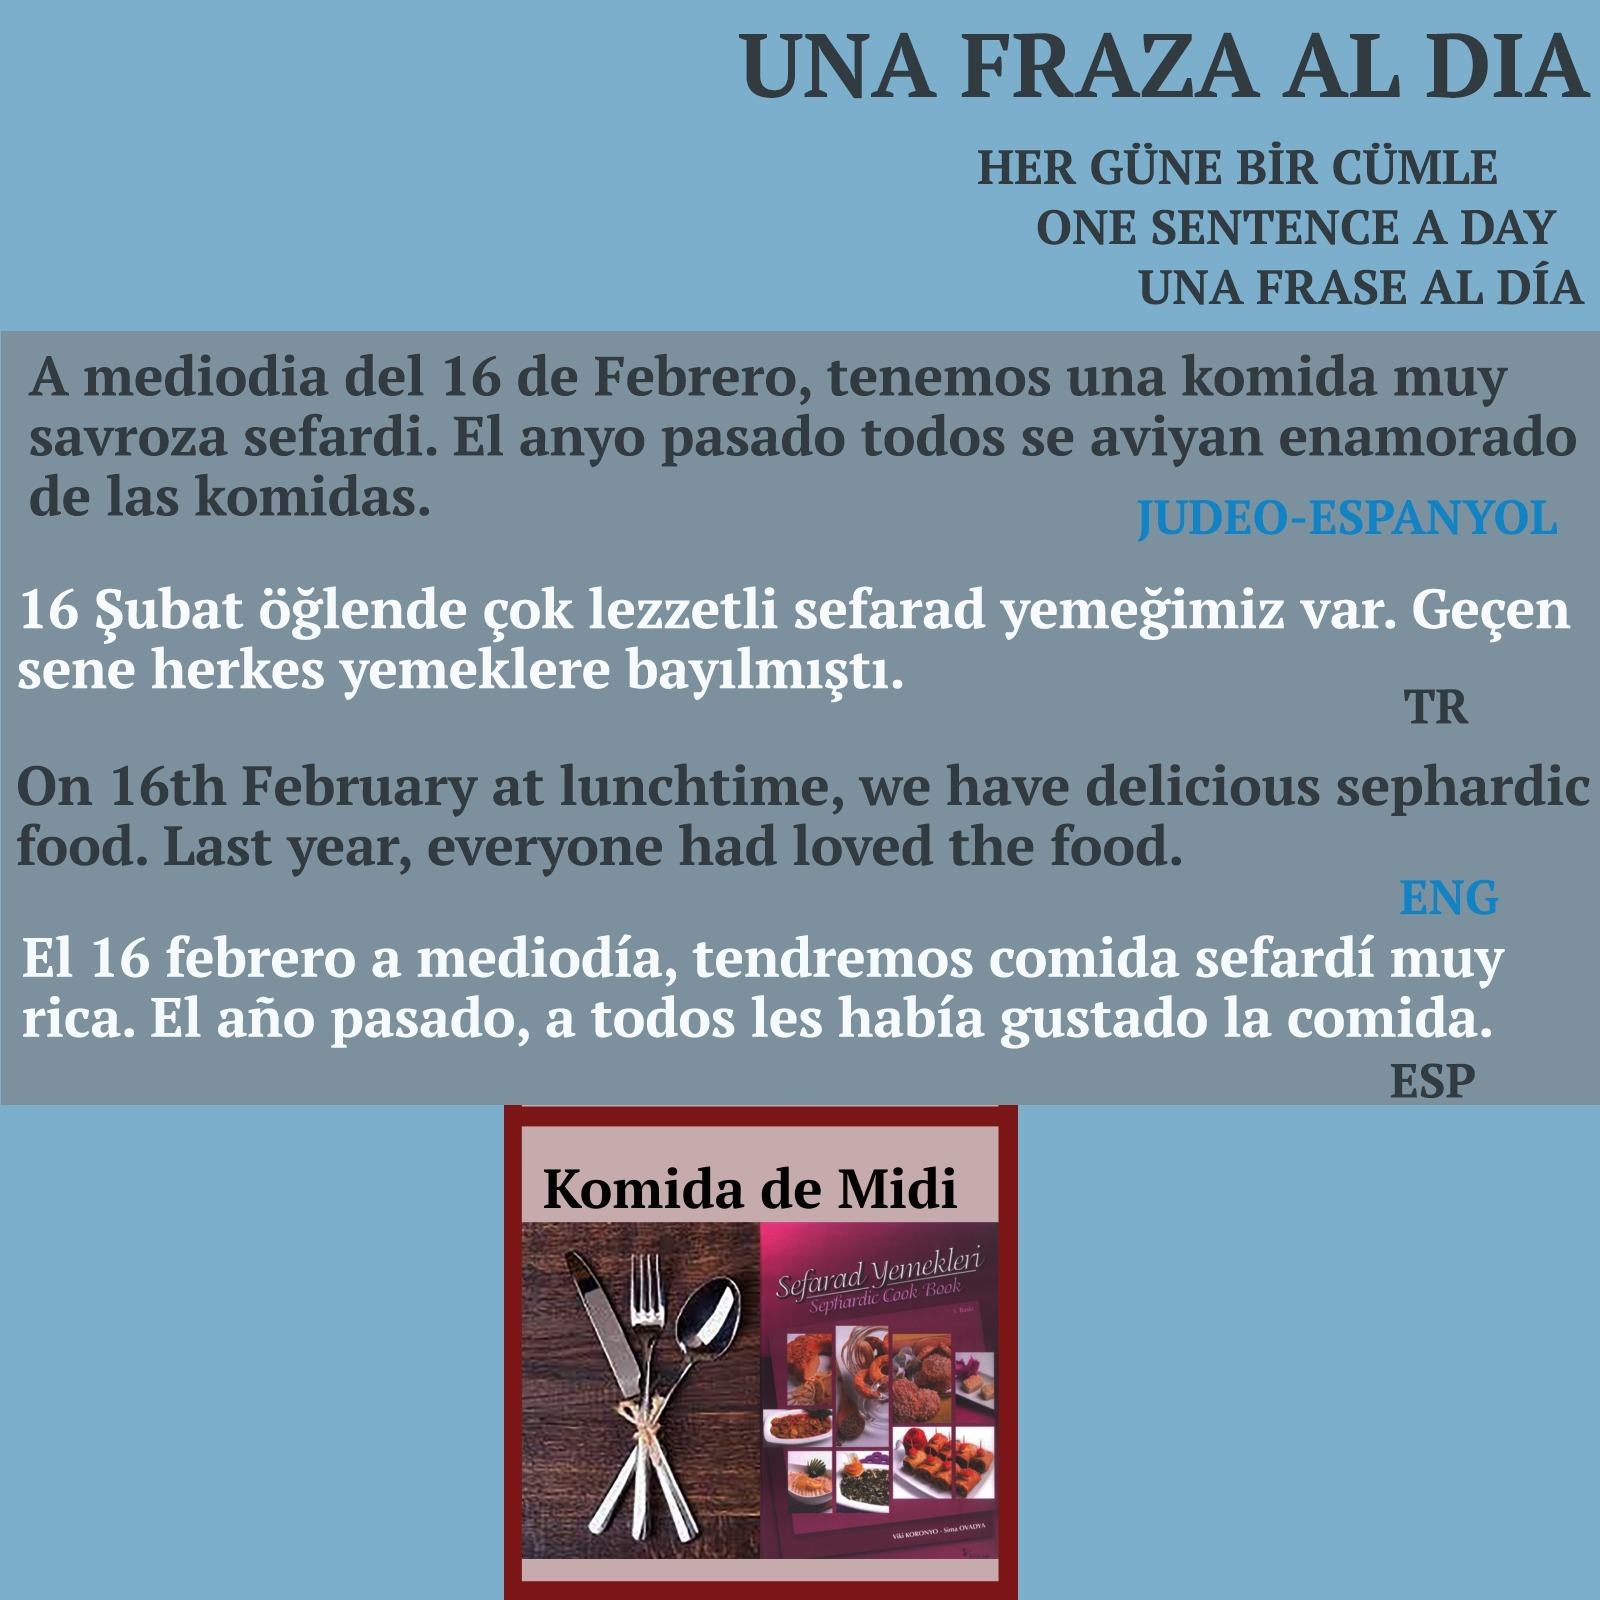 UNA FRAZA AL DIA
HER GÜNE BİR CÜMLE
ONE SENTENCE A DAY
UNA FRASE AL DÍA
A mediodia del 16 de Febrero, tenemos una komida muy
savroza sefardi. El anyo pasado todos se aviyan enamorado
de las komidas.
JUDEO-ESPANYOL
16 Şubat öğlende çok lezzetli sefarad yemeğimiz var. Geçen
sene herkes yemeklere bayılmıştı.
TR
On 16th February at lunchtime, we have delicious sephardic
food. Last year, everyone had loved the food.
ENG
El 16 febrero a mediodía, tendremos comida sefardí muy
rica. El año pasado, a todos les había gustado la comida.
ESP
Komida de Midi
Sefarad Yemekleri
Sephardic Cook Book
Viki KORONYO - Sima OVADYA